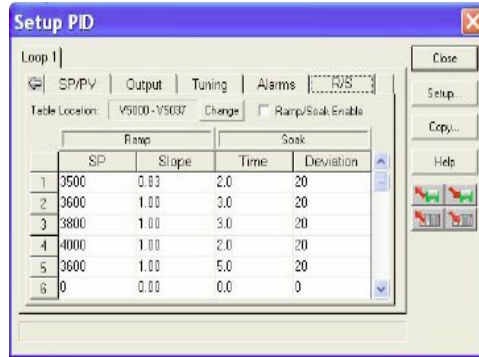 Setup PID
Loop 1
SP/PV Output Tuning Alarms R/S
Table Location: V5000 - V5037 Change Ramp/Soak Enable
Ramp Soak
SP Slope Time Deviation
1 3500 0.83 2.0 20
2 3600 1.00 3.0 20
3 3800 1.00 3.0 20
4 4000 1.00 2.0 20
5 3600 1.00 5.0 20
6 0 0.00 0.0 0
Close
Setup...
Copy...
Help